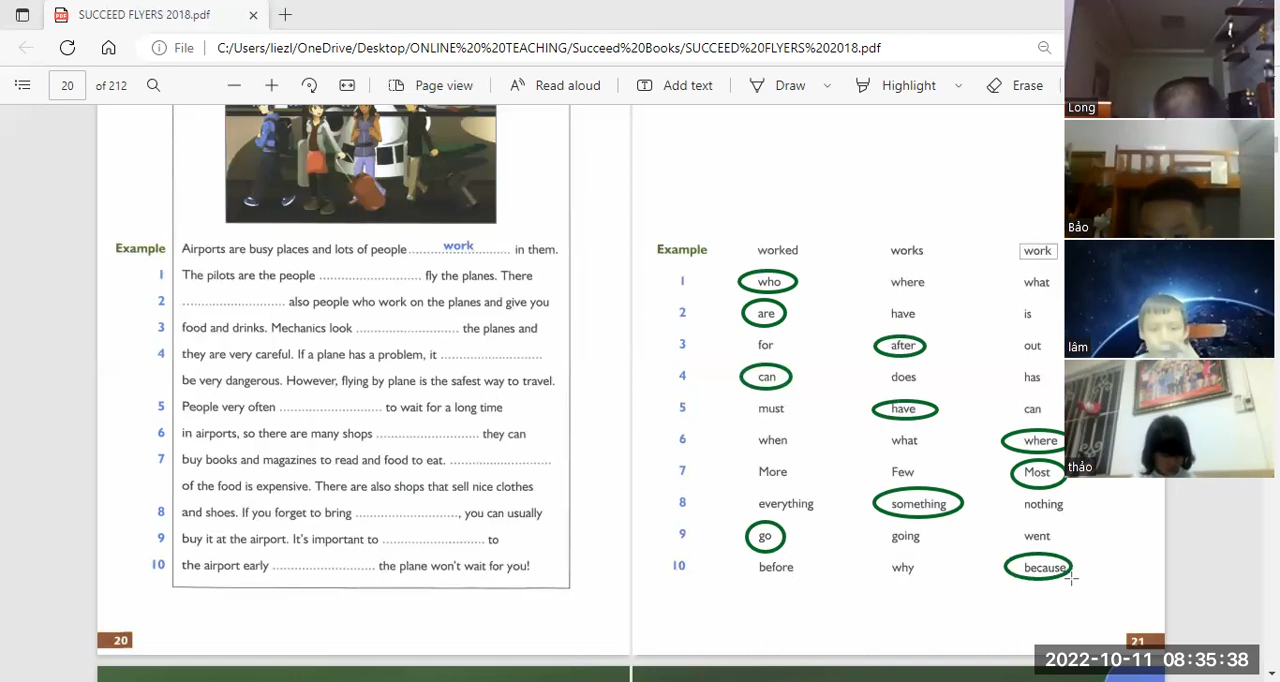 SUCCEED FLYERS 2018.pdf
File C:/Users/liezl/OneDrive/Desktop/ONLINE%20%20TEACHING/Succeed%20Books/SUCCEED%20FLYERS%202018.pdf
20 of 212 Page view Read aloud Add text Draw Highlight Erase
Long
Bảo
lâm
thảo
Example Airports are busy places and lots of people ....work.... in them.
1 The pilots are the people .............................. fly the planes. There
2 .............................. also people who work on the planes and give you
3 food and drinks. Mechanics look .............................. the planes and
4 they are very careful. If a plane has a problem, it ..............................
be very dangerous. However, flying by plane is the safest way to travel.
5 People very often .............................. to wait for a long time
6 in airports, so there are many shops .............................. they can
7 buy books and magazines to read and food to eat. ..............................
of the food is expensive. There are also shops that sell nice clothes
8 and shoes. If you forget to bring .............................., you can usually
9 buy it at the airport. It's important to .............................. to
10 the airport early .............................. the plane won't wait for you!
20
Example worked works work
1 who where what
2 are have is
3 for after out
4 can does has
5 must have can
6 when what where
7 More Few Most
8 everything something nothing
9 go going went
10 before why because
21
2022-10-11 08:35:38